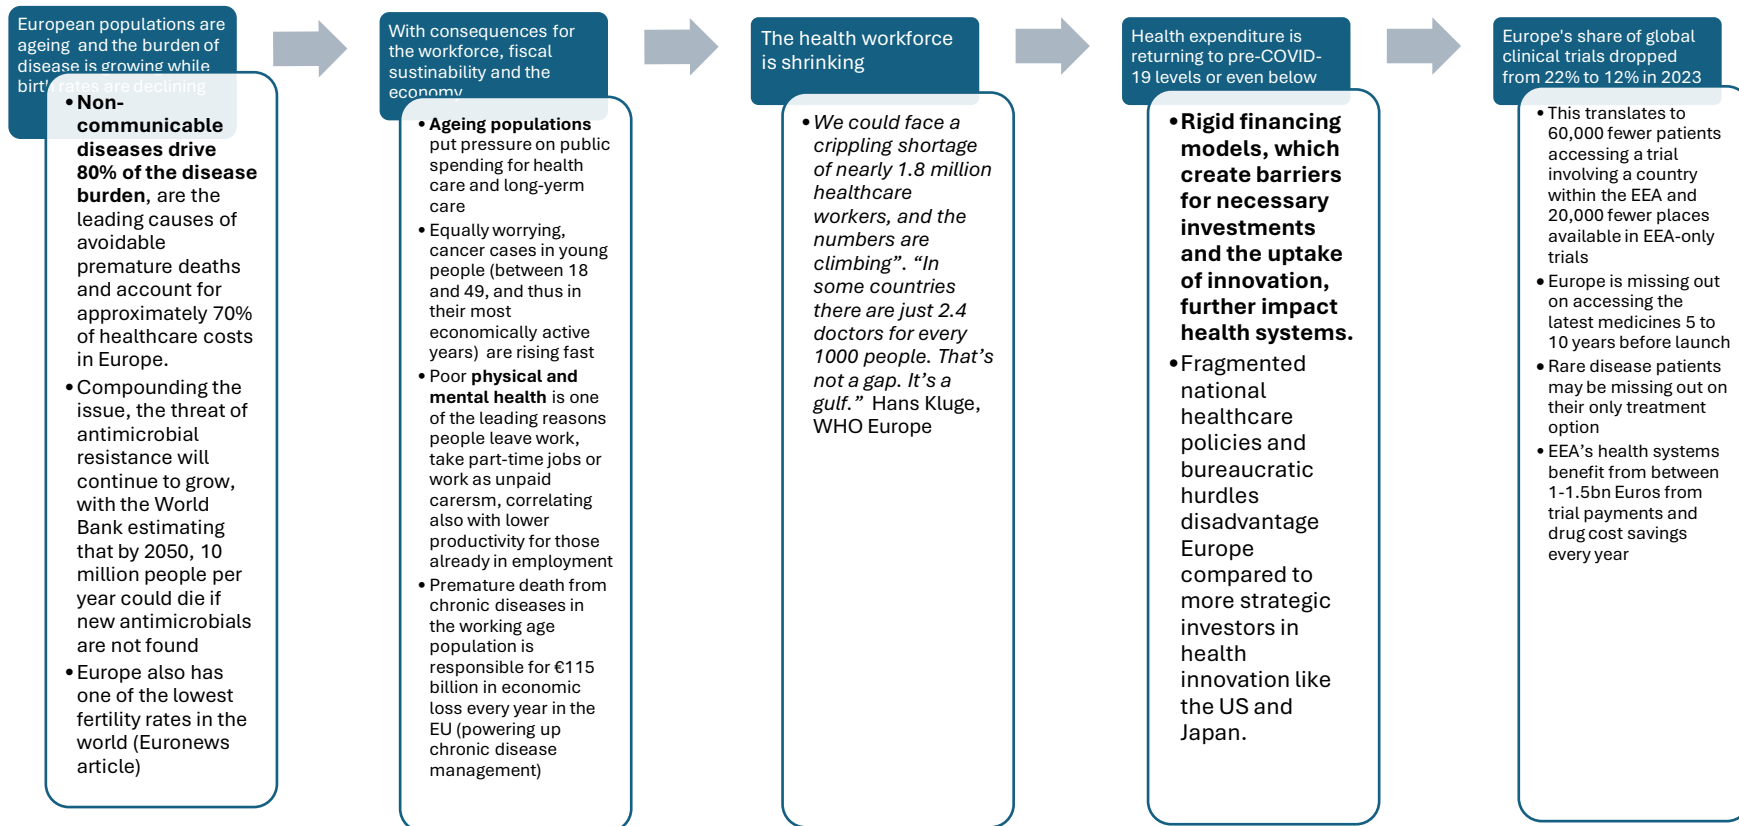 European populations are
ageing and the burden of
disease is growing while
birth rates are declining
• Non-
communicable
diseases drive
80% of the disease
burden, are the
leading causes of
avoidable
premature deaths
and account for
approximately 70%
of healthcare costs
in Europe.
• Compounding the
issue, the threat of
antimicrobial
resistance will
continue to grow,
with the World
Bank estimating
that by 2050, 10
million people per
year could die if
new antimicrobials
are not found
• Europe also has
one of the lowest
fertility rates in the
world (Euronews
article)
With consequences for
the workforce, fiscal
sustinability and the
economy
• Ageing populations
put pressure on public
spending for health
care and long-yerm
care
• Equally worrying,
cancer cases in young
people (between 18
and 49, and thus in
their most
economically active
years) are rising fast
• Poor physical and
mental health is one
of the leading reasons
people leave work,
take part-time jobs or
work as unpaid
carersm, correlating
also with lower
productivity for those
already in employment
• Premature death from
chronic diseases in
the working age
population is
responsible for €115
billion in economic
loss every year in the
EU (powering up
chronic disease
management)
The health workforce
is shrinking
• We could face a
crippling shortage
of nearly 1.8 million
healthcare
workers, and the
numbers are
climbing”. “In
some countries
there are just 2.4
doctors for every
1000 people. That’s
not a gap. It’s a
gulf.” Hans Kluge,
WHO Europe
Health expenditure is
returning to pre-COVID-
19 levels or even below
• Rigid financing
models, which
create barriers
for necessary
investments
and the uptake
of innovation,
further impact
health systems.
• Fragmented
national
healthcare
policies and
bureaucratic
hurdles
disadvantage
Europe
compared to
more strategic
investors in
health
innovation like
the US and
Japan.
Europe's share of global
clinical trials dropped
from 22% to 12% in 2023
• This translates to
60,000 fewer patients
accessing a trial
involving a country
within the EEA and
20,000 fewer places
available in EEA-only
trials
• Europe is missing out
on accessing the
latest medicines 5 to
10 years before launch
• Rare disease patients
may be missing out on
their only treatment
option
• EEA’s health systems
benefit from between
1-1.5bn Euros from
trial payments and
drug cost savings
every year